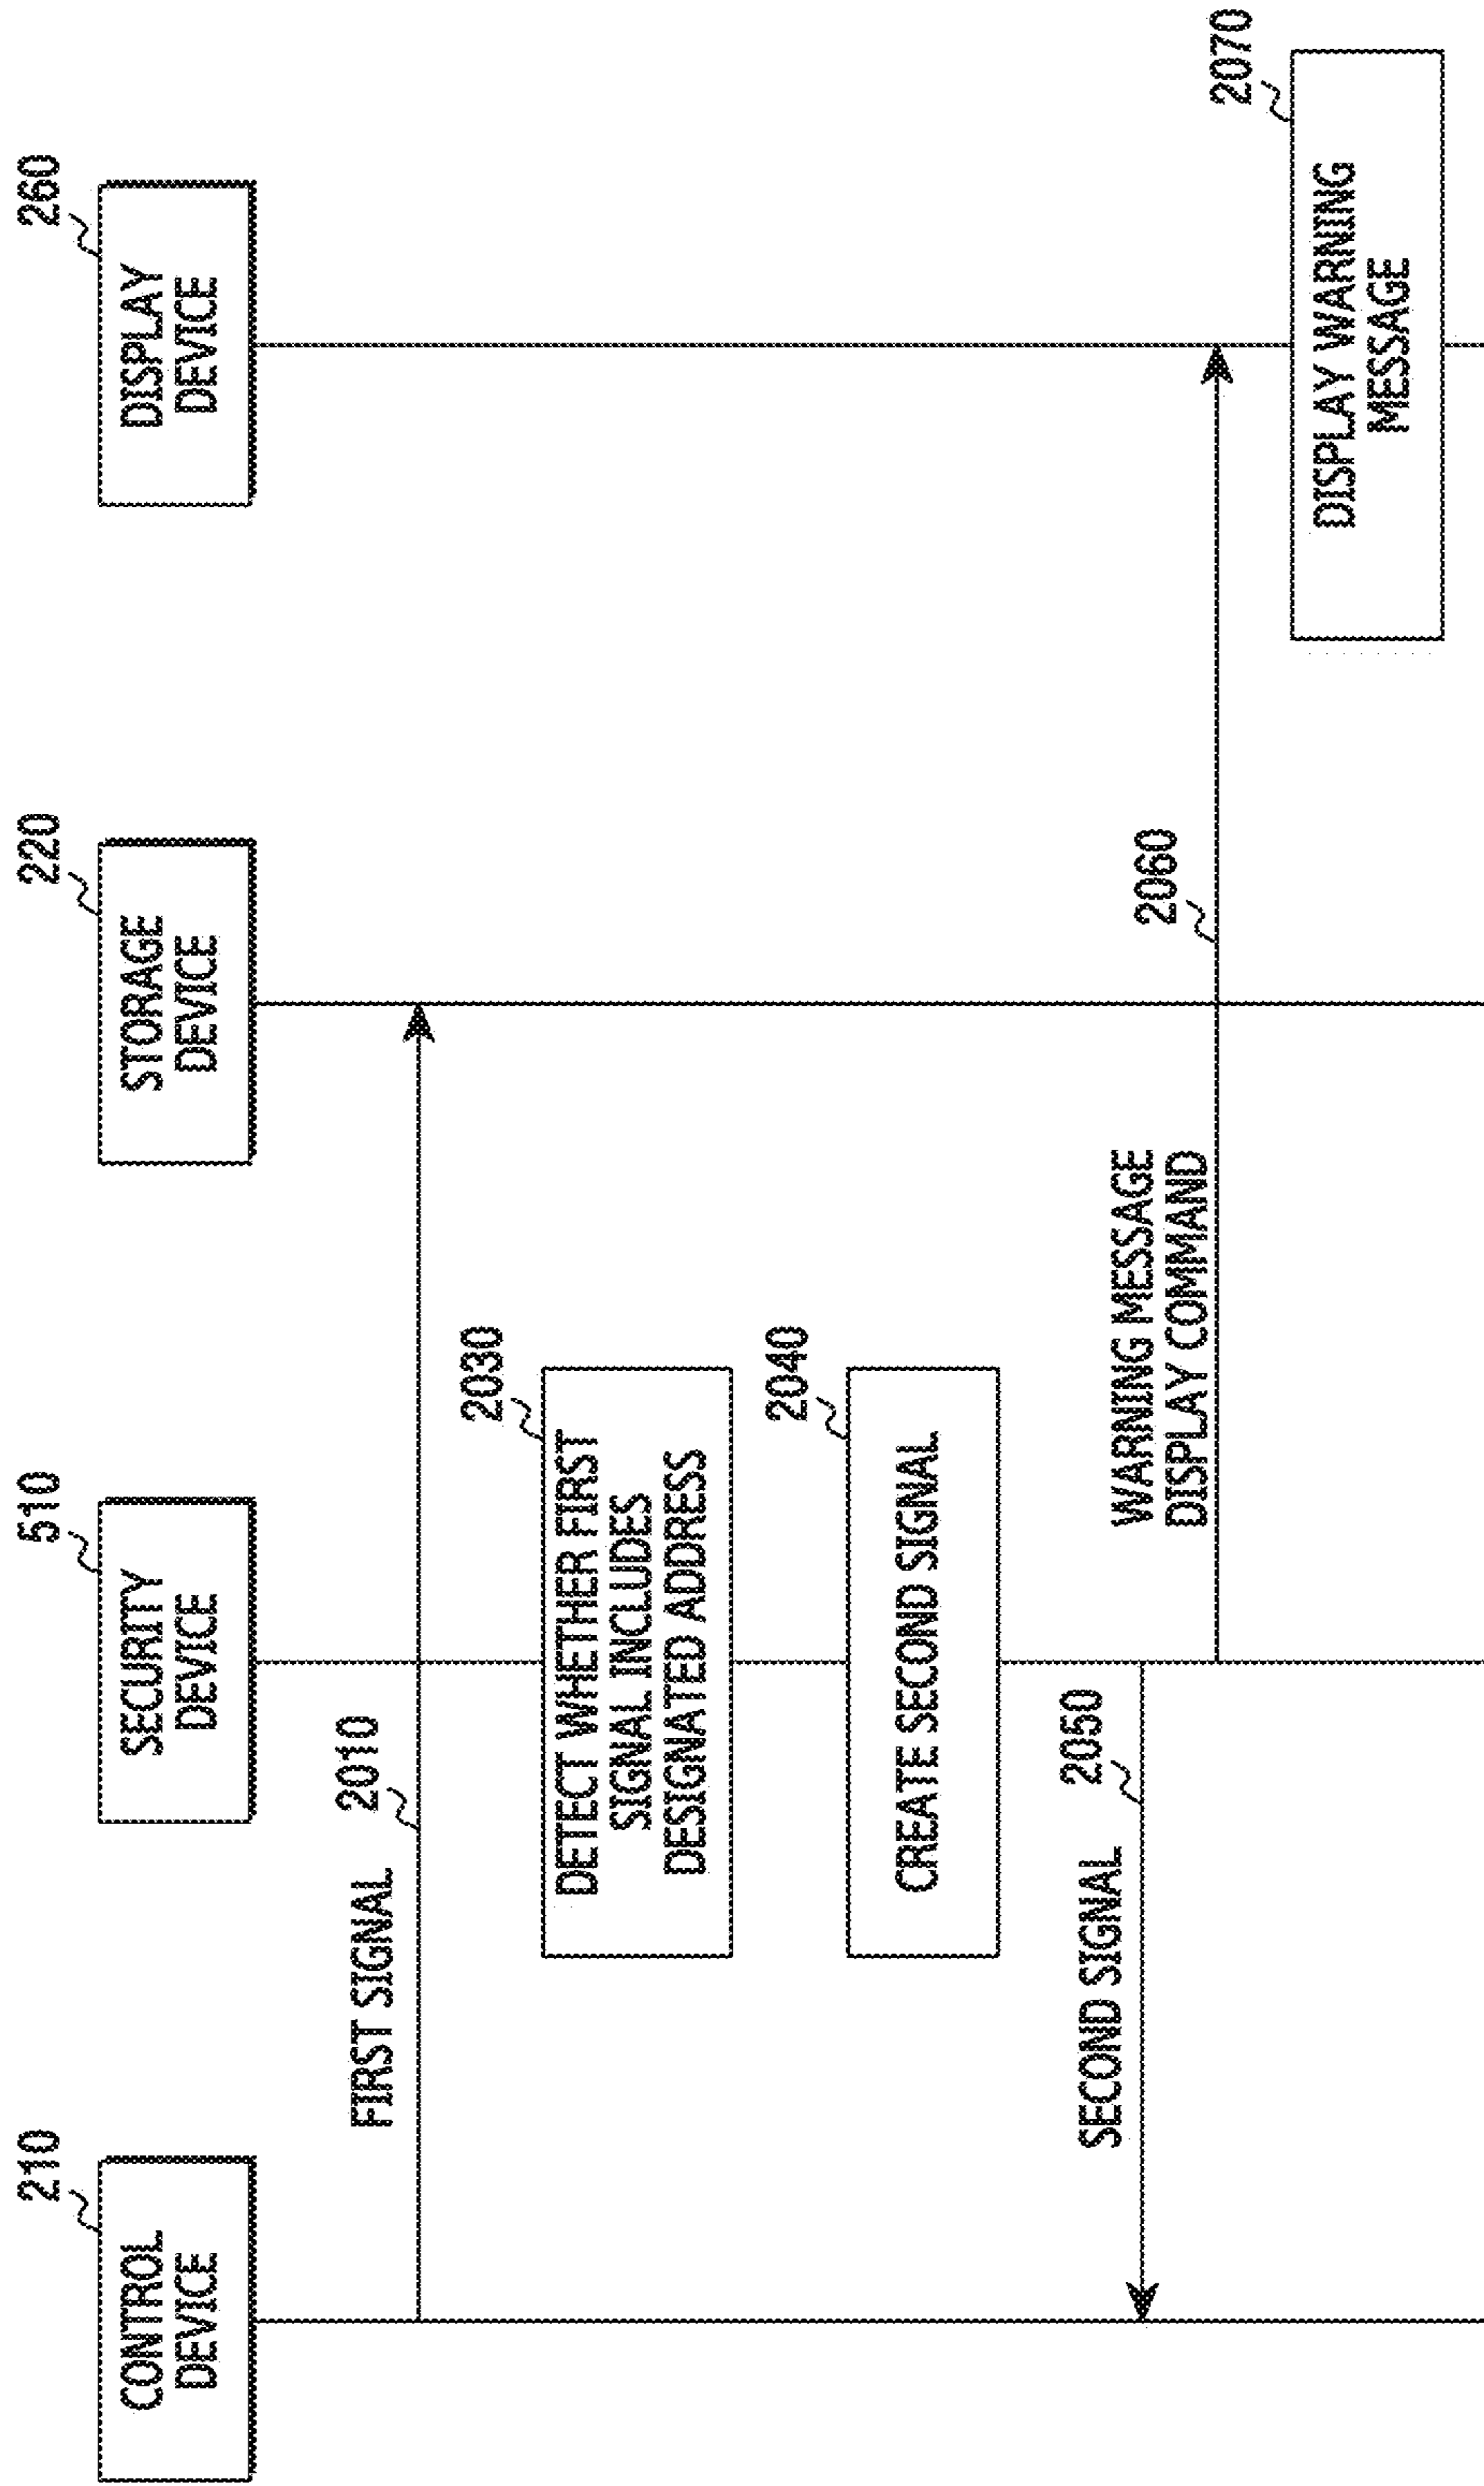 210
CONTROL
DEVICE
510
SECURITY
DEVICE
220
STORAGE
DEVICE
260
DISPLAY
DEVICE
FIRST SIGNAL
2010
2030
DETECT WHETHER FIRST
SIGNAL INCLUDES
DESIGNATED ADDRESS
2040
CREATE SECOND SIGNAL
SECOND SIGNAL
2050
WARNING MESSAGE
DISPLAY COMMAND
2060
2070
DISPLAY WARNING
MESSAGE